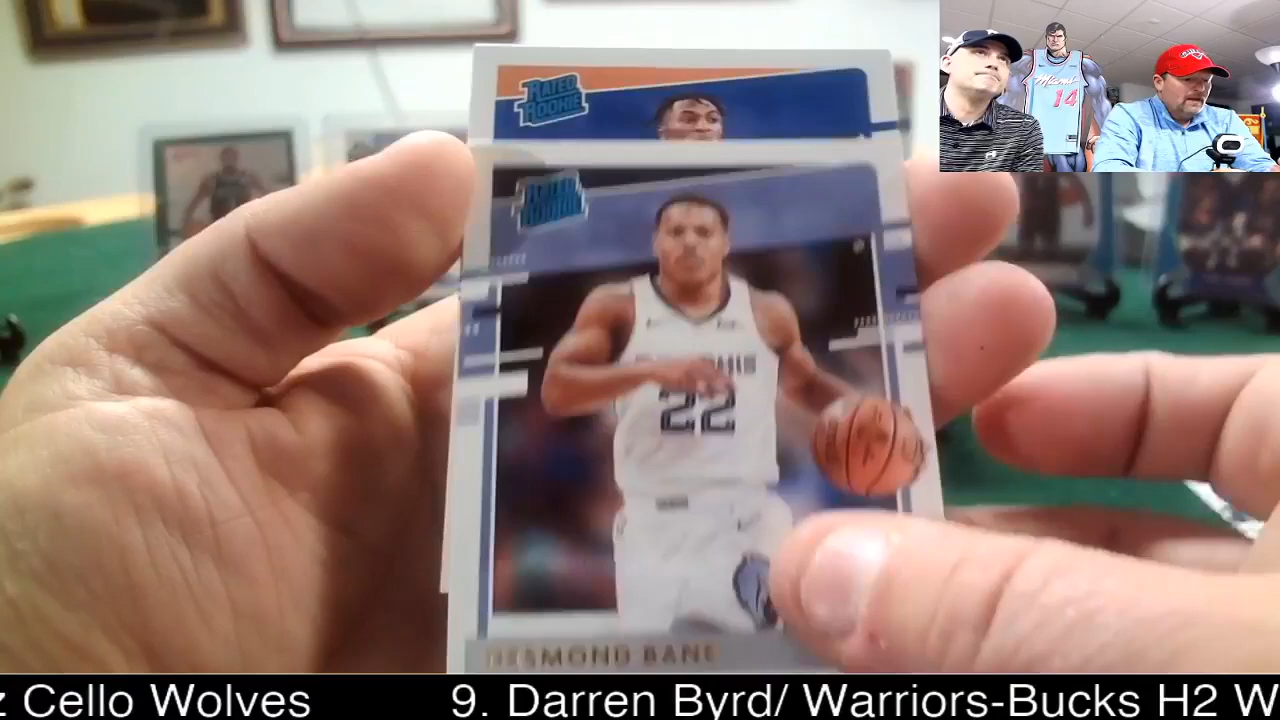 RATED
ROOKIE
RATED
ROOKIE
22
DESMOND BANE
Miami
14
z Cello Wolves 9. Darren Byrd/ Warriors-Bucks H2 W